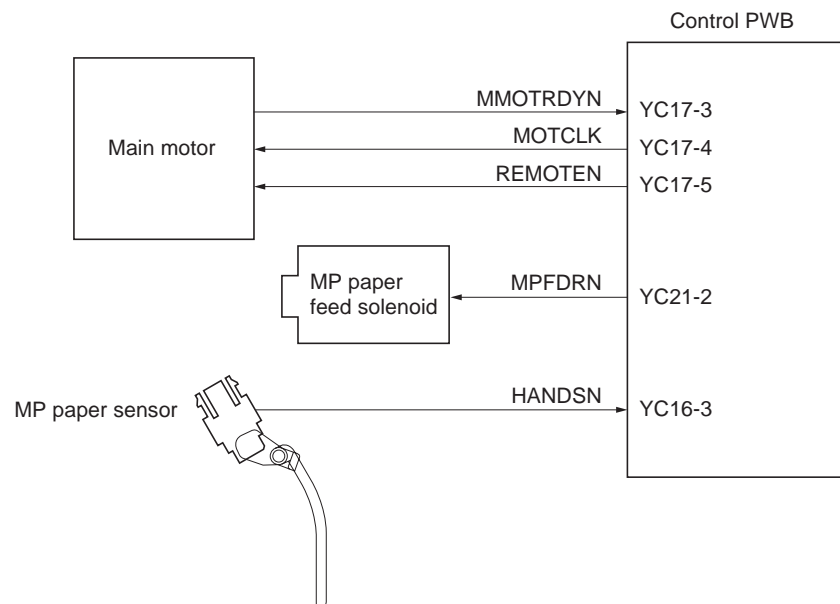 Control PWB
MMOTRDYN
YC17-3
Main motor
MOTCLK
YC17-4
REMOTEN
YC17-5
MP paper
feed solenoid
MPFDRN
YC21-2
MP paper sensor
HANDSN
YC16-3